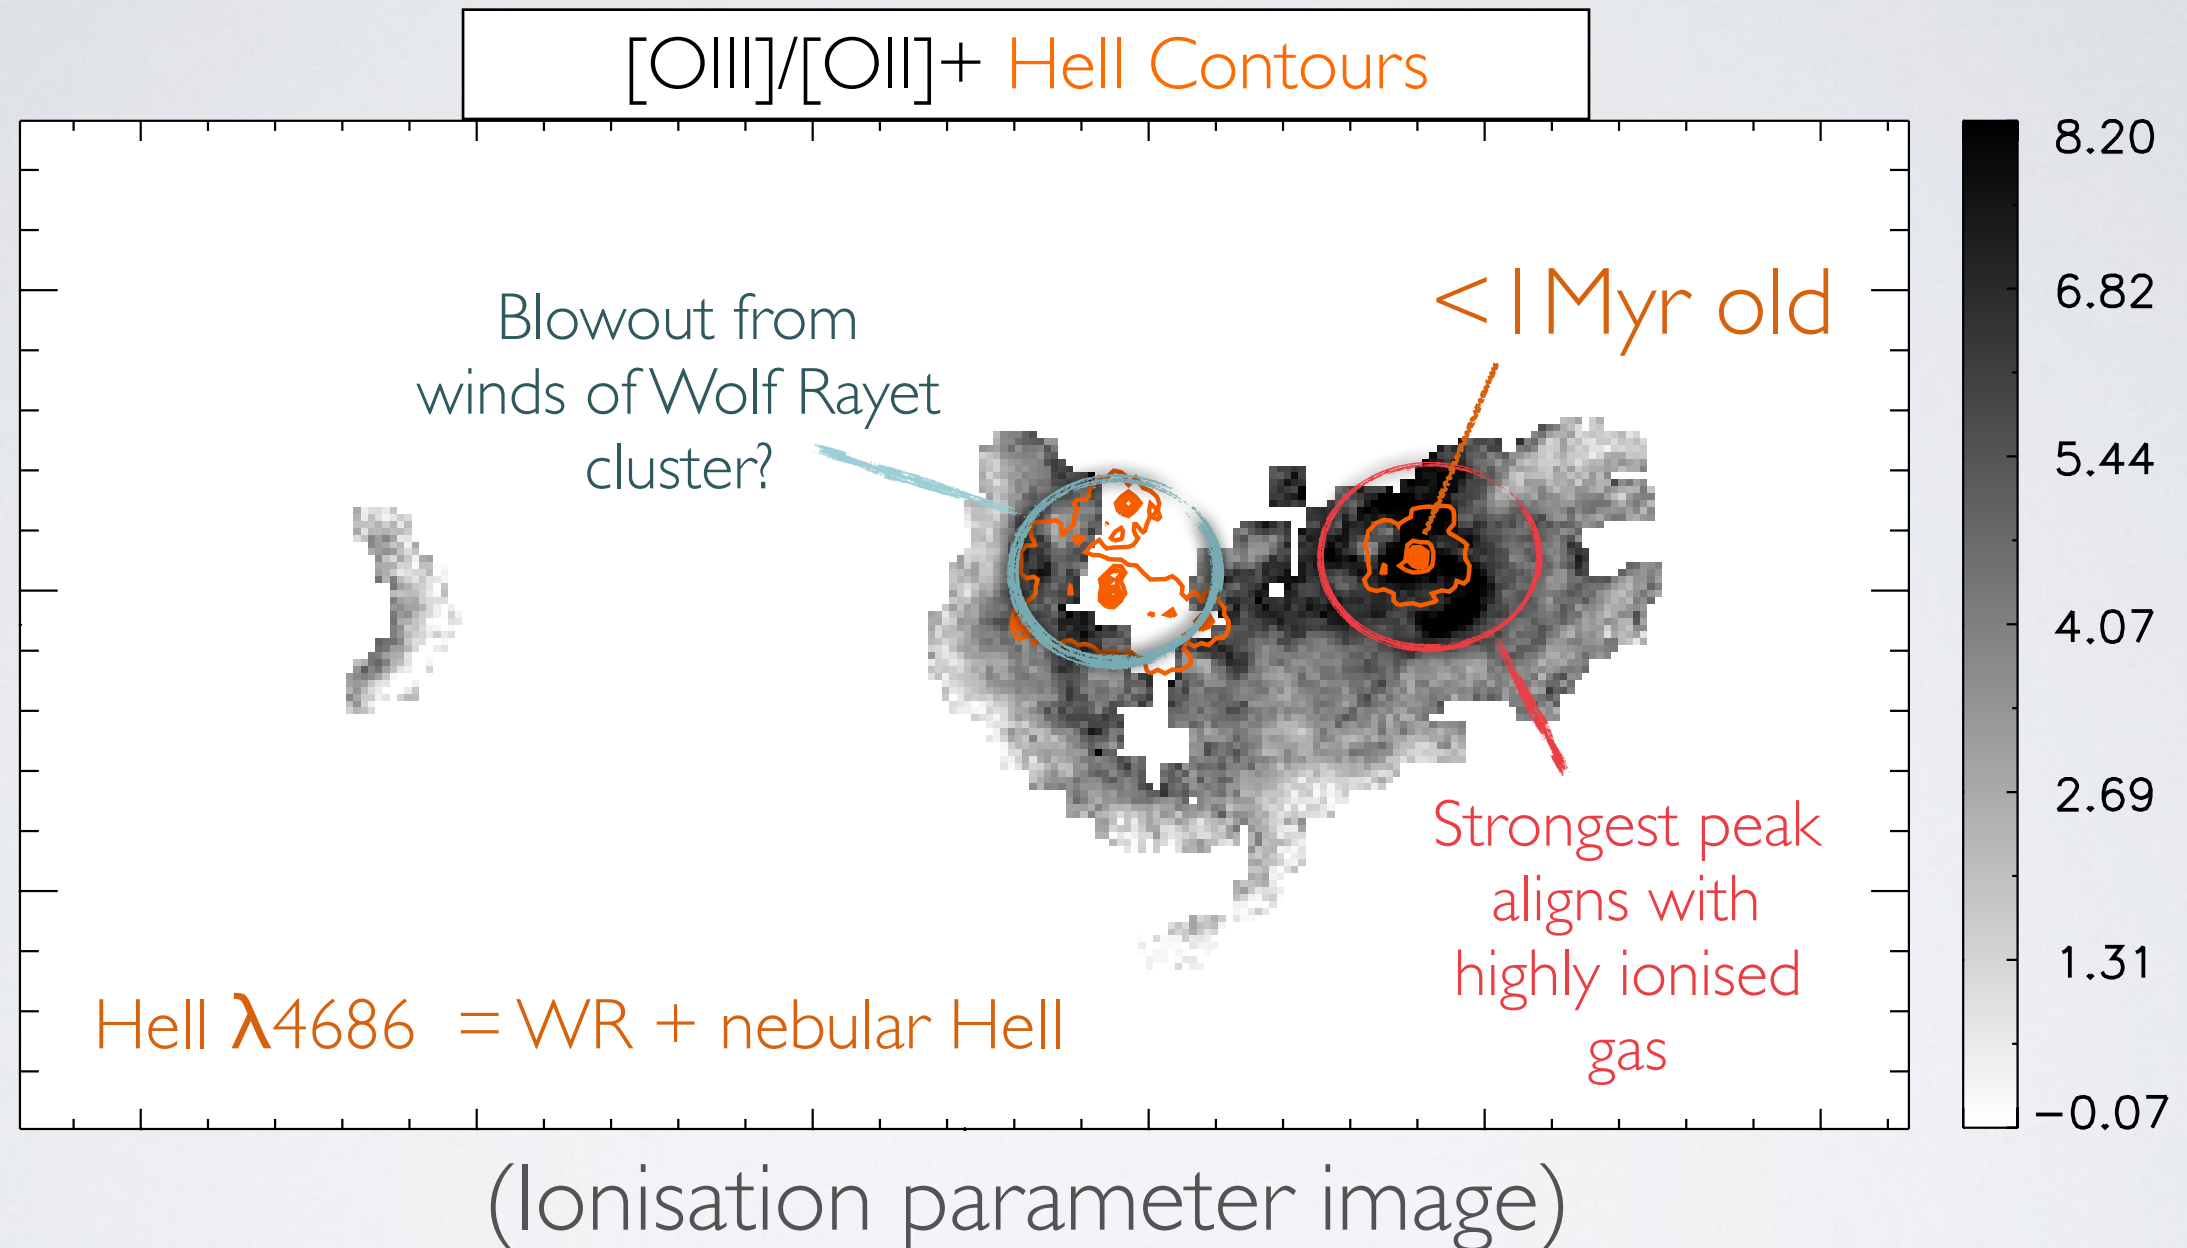 [OIII]/[OII]+ HeII Contours
8.20
6.82
5.44
4.07
2.69
1.31
−0.07
Blowout from
winds of Wolf Rayet
cluster?
<1Myr old
Strongest peak
aligns with
highly ionised
gas
HeII λ4686 = WR + nebular HeII
(Ionisation parameter image)